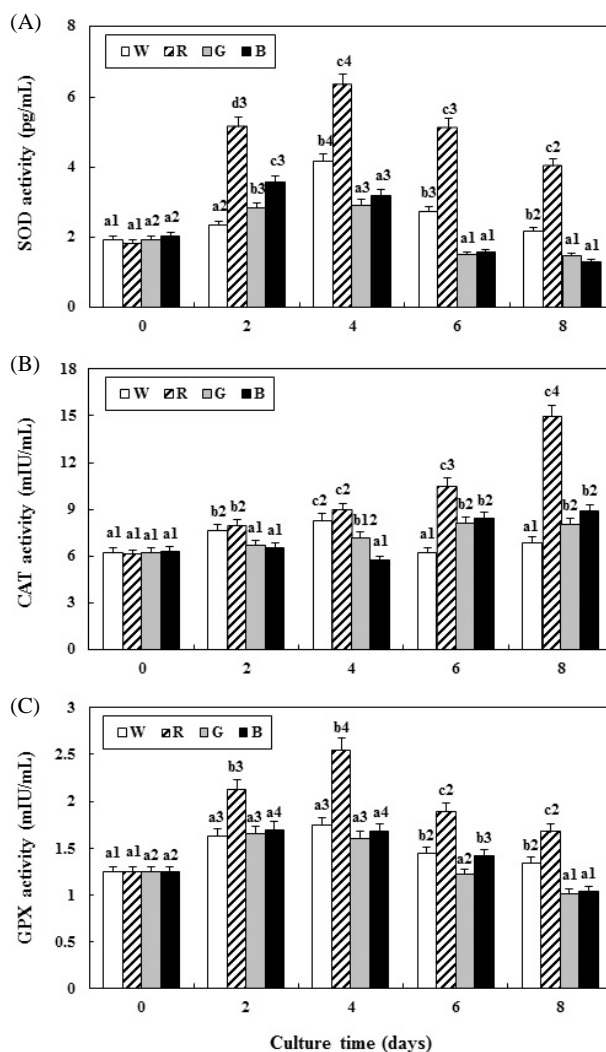 (A)
8
6
4
2
0
SOD activity (pg/mL)
W R G B
a1 a1 a2 a2
a2 d3 b3 c3
b4 c4 a3 a3
b3 c3 a1 a1
b2 c2 a1 a1
0 2 4 6 8
(B)
18
15
12
9
6
3
0
CAT activity (mIU/mL)
W R G B
a1 a1 a1 a1
b2 b2 a1 a1
c2 c2 b12 a1
a1 c3 b2 b2
a1 c4 b2 b2
0 2 4 6 8
(C)
3
2.5
2
1.5
1
0.5
0
GPX activity (mIU/mL)
W R G B
a1 a1 a2 a2
a3 b3 a3 a4
a3 b4 a3 a4
b2 c2 a2 b3
b2 c2 a1 a1
0 2 4 6 8
Culture time (days)